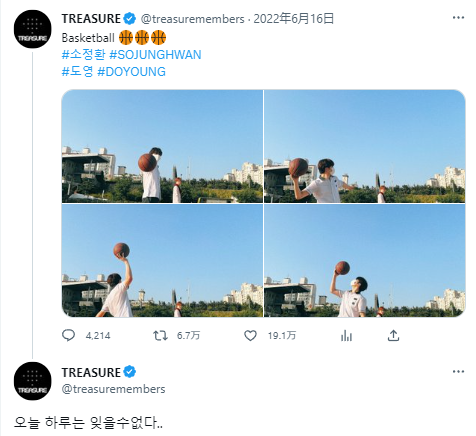 TREASURE @treasuremembers · 2022年6月16日
Basketball 🏀🏀🏀
#소정환 #SOJUNGHWAN
#도영 #DOYOUNG
4,214 6.7万 19.1万
TREASURE
@treasuremembers
오늘 하루는 잊을수없다..
TREASURE
TREASURE